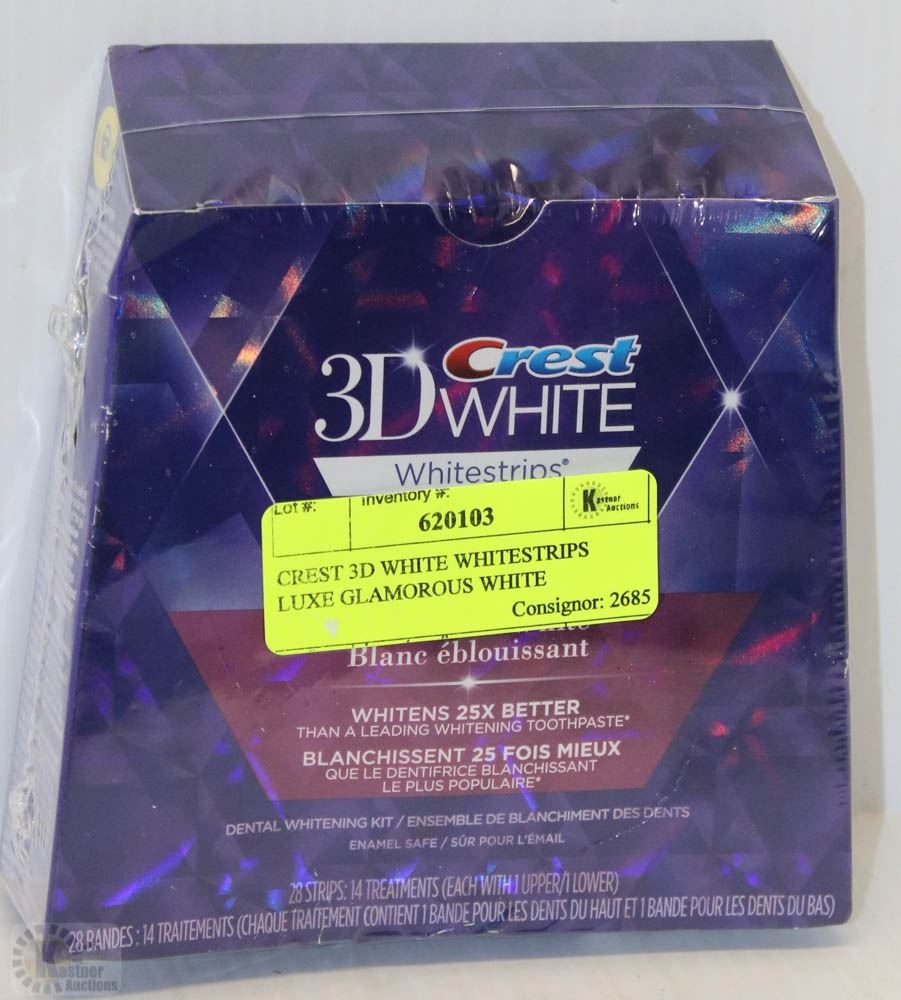 Crest
3D WHITE
Whitestrips®
Lot #:
Inventory #:
620103
Kastner
Auctions
CREST 3D WHITE WHITESTRIPS
LUXE GLAMOROUS WHITE
Consignor: 2685
Blanc éblouissant
WHITENS 25X BETTER
THAN A LEADING WHITENING TOOTHPASTE*
BLANCHISSENT 25 FOIS MIEUX
QUE LE DENTIFRICE BLANCHISSANT
LE PLUS POPULAIRE*
DENTAL WHITENING KIT / ENSEMBLE DE BLANCHIMENT DES DENTS
ENAMEL SAFE / SÛR POUR L'ÉMAIL
28 STRIPS: 14 TREATMENTS (EACH WITH 1 UPPER/1 LOWER)
28 BANDES : 14 TRAITEMENTS (CHAQUE TRAITEMENT CONTIENT 1 BANDE POUR LES DENTS DU HAUT ET 1 BANDE POUR LES DENTS DU BAS)
Kastner
Auctions